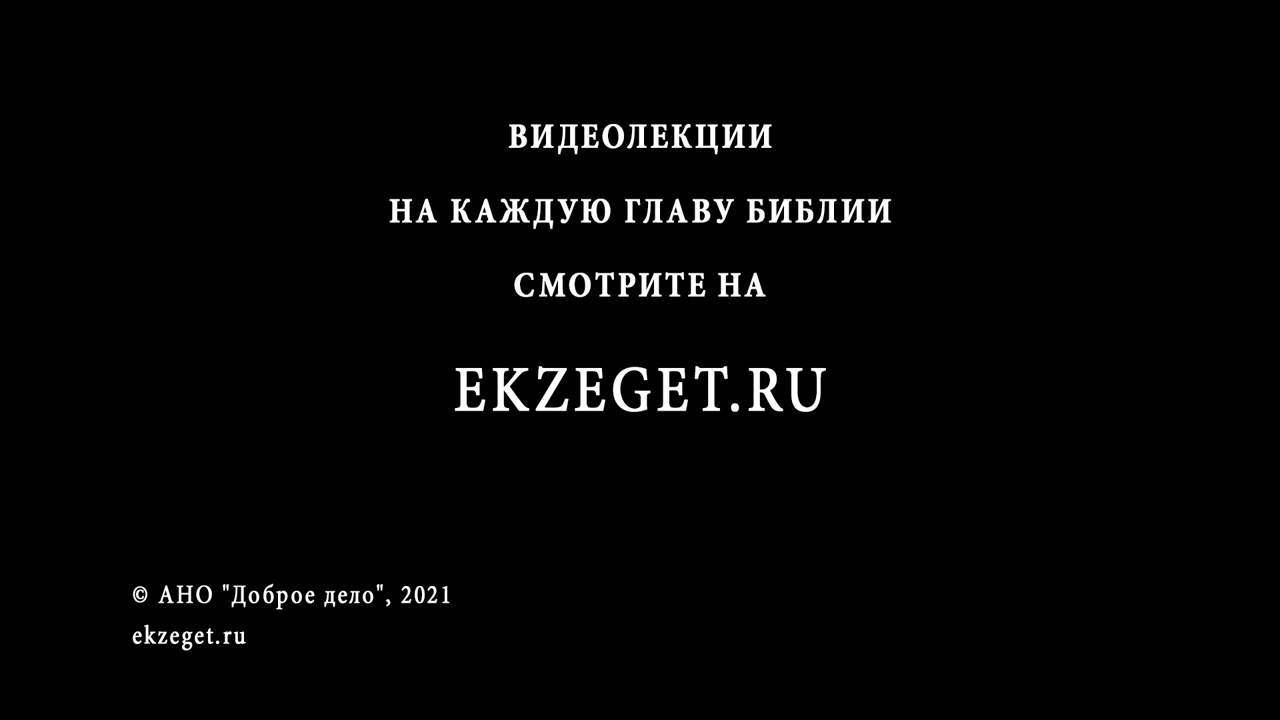 ВИДЕОЛЕКЦИИ
НА КАЖДУЮ ГЛАВУ БИБЛИИ
СМОТРИТЕ НА
EKZEGET.RU
© АНО "Доброе дело", 2021
ekzeget.ru